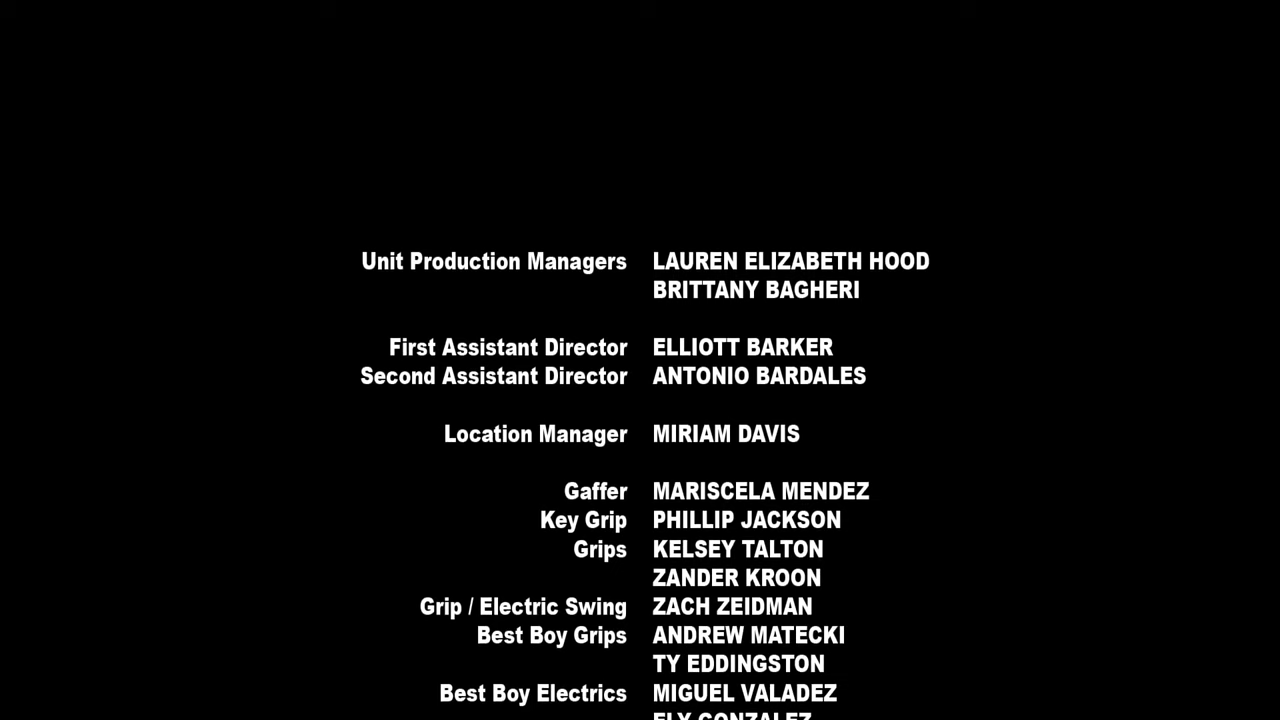 Unit Production Managers LAUREN ELIZABETH HOOD
BRITTANY BAGHERI
First Assistant Director ELLIOTT BARKER
Second Assistant Director ANTONIO BARDALES
Location Manager MIRIAM DAVIS
Gaffer MARISCELA MENDEZ
Key Grip PHILLIP JACKSON
Grips KELSEY TALTON
ZANDER KROON
Grip / Electric Swing ZACH ZEIDMAN
Best Boy Grips ANDREW MATECKI
TY EDDINGSTON
Best Boy Electrics MIGUEL VALADEZ
GONZALEZ